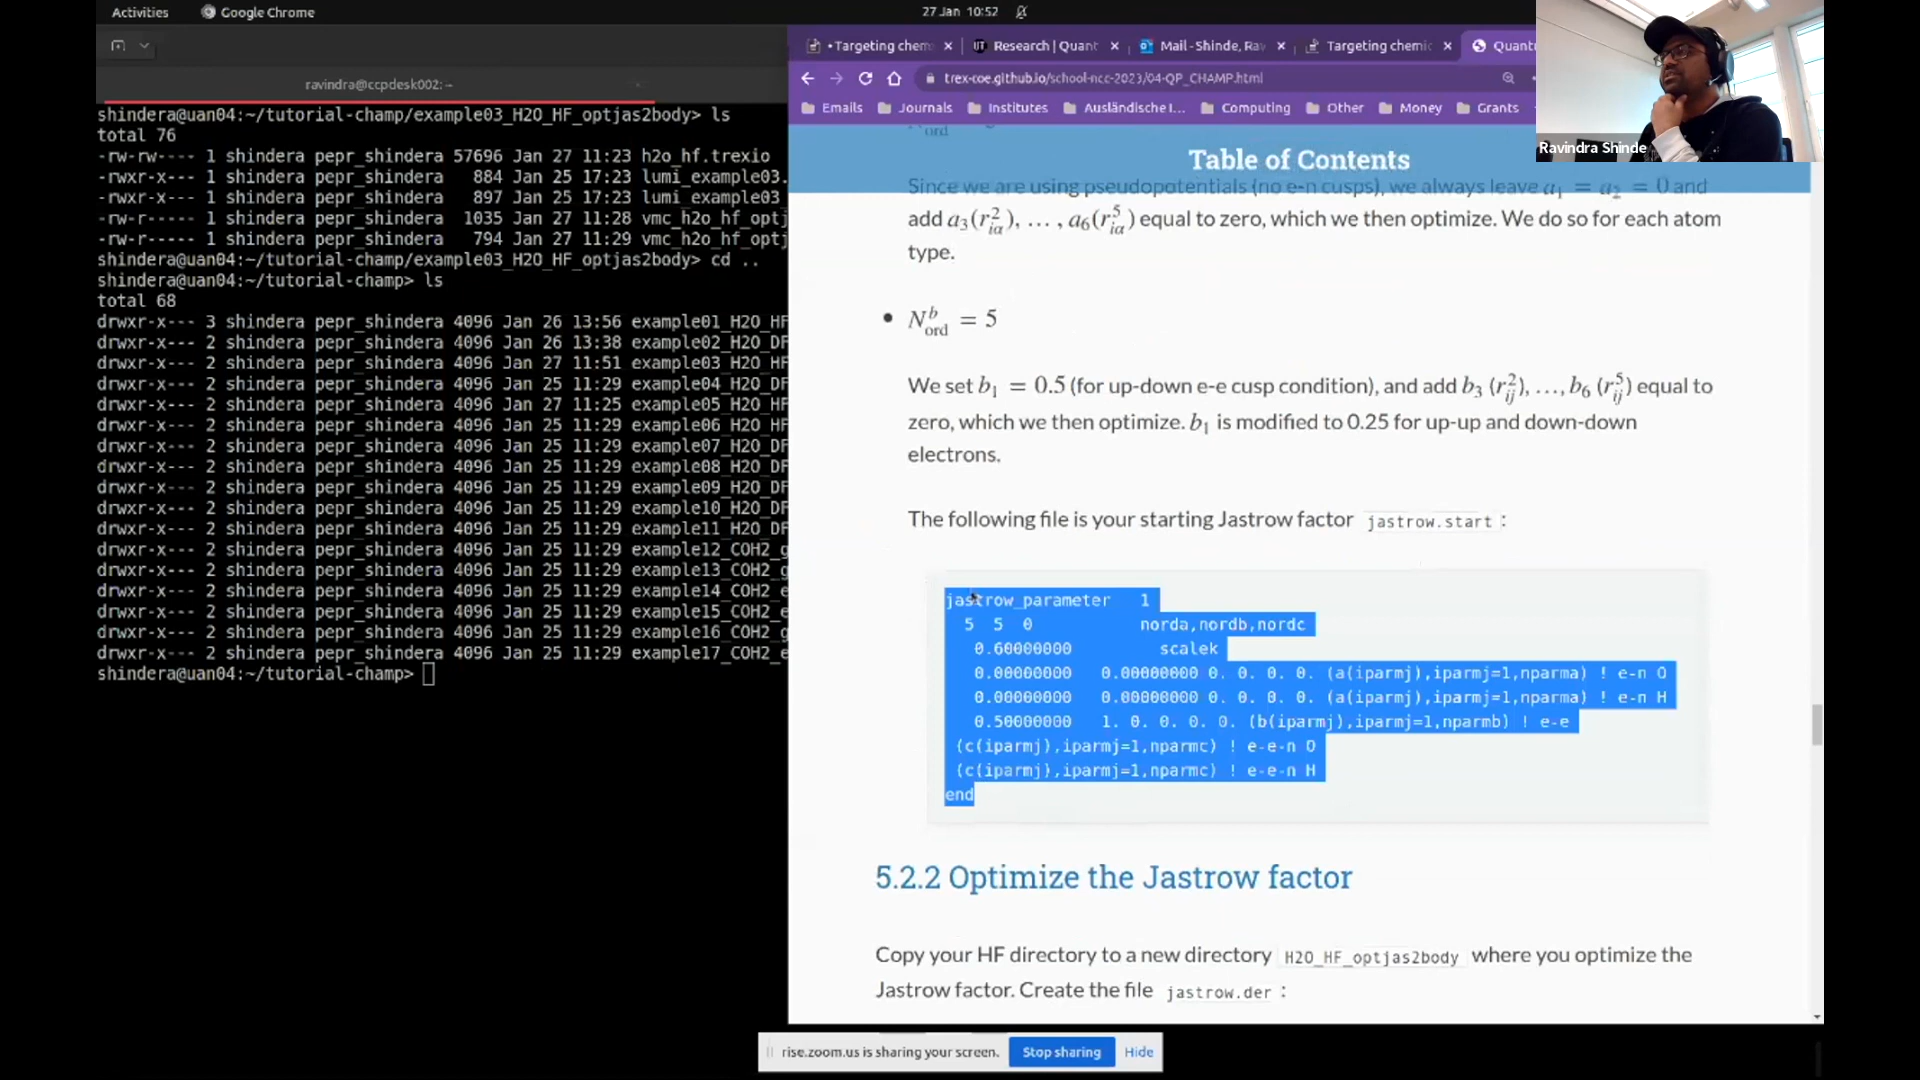 Activities
Google Chrome
27 Jan 10:52
ravindra@ccpdesk002:~
shindera@uan04:~/tutorial-champ/example03_H2O_HF_optjas2body> ls
total 76
-rw-rw---- 1 shindera pepr_shindera 57696 Jan 27 11:23 h2o_hf.trexio
-rwxr-x--- 1 shindera pepr_shindera 884 Jan 25 17:23 lumi_example03.
-rwxr-x--- 1 shindera pepr_shindera 897 Jan 25 17:23 lumi_example03_
-rw-r----- 1 shindera pepr_shindera 1035 Jan 27 11:28 vmc_h2o_hf_optj
-rw-r----- 1 shindera pepr_shindera 794 Jan 27 11:29 vmc_h2o_hf_optj
shindera@uan04:~/tutorial-champ/example03_H2O_HF_optjas2body> cd ..
shindera@uan04:~/tutorial-champ> ls
total 68
drwxr-x--- 3 shindera pepr_shindera 4096 Jan 26 13:56 example01_H2O_HF
drwxr-x--- 2 shindera pepr_shindera 4096 Jan 26 13:38 example02_H2O_DF
drwxr-x--- 2 shindera pepr_shindera 4096 Jan 27 11:51 example03_H2O_HF
drwxr-x--- 2 shindera pepr_shindera 4096 Jan 25 11:29 example04_H2O_DF
drwxr-x--- 2 shindera pepr_shindera 4096 Jan 27 11:25 example05_H2O_HF
drwxr-x--- 2 shindera pepr_shindera 4096 Jan 25 11:29 example06_H2O_HF
drwxr-x--- 2 shindera pepr_shindera 4096 Jan 25 11:29 example07_H2O_DF
drwxr-x--- 2 shindera pepr_shindera 4096 Jan 25 11:29 example08_H2O_DF
drwxr-x--- 2 shindera pepr_shindera 4096 Jan 25 11:29 example09_H2O_DF
drwxr-x--- 2 shindera pepr_shindera 4096 Jan 25 11:29 example10_H2O_DF
drwxr-x--- 2 shindera pepr_shindera 4096 Jan 25 11:29 example11_H2O_DF
drwxr-x--- 2 shindera pepr_shindera 4096 Jan 25 11:29 example12_COH2_g
drwxr-x--- 2 shindera pepr_shindera 4096 Jan 25 11:29 example13_COH2_g
drwxr-x--- 2 shindera pepr_shindera 4096 Jan 25 11:29 example14_COH2_e
drwxr-x--- 2 shindera pepr_shindera 4096 Jan 25 11:29 example15_COH2_e
drwxr-x--- 2 shindera pepr_shindera 4096 Jan 25 11:29 example16_COH2_g
drwxr-x--- 2 shindera pepr_shindera 4096 Jan 25 11:29 example17_COH2_e
shindera@uan04:~/tutorial-champ>
• Targeting chem
Research | Quant
Mail - Shinde, Rav
Targeting chemic
Quantu
trex-coe.github.io/school-ncc-2023/04-QP_CHAMP.html
Emails Journals Institutes Ausländische I... Computing Other Money Grants
Ravindra Shinde
ord
Table of Contents
Since we are using pseudopotentials (no e-n cusps), we always leave a₁ = a₂ = 0 and
add a₃(r²ᵢα), … , a₆(r⁵ᵢα) equal to zero, which we then optimize. We do so for each atom
type.
• N^b_ord = 5
We set b₁ = 0.5 (for up-down e-e cusp condition), and add b₃ (r²ᵢⱼ), …, b₆ (r⁵ᵢⱼ) equal to
zero, which we then optimize. b₁ is modified to 0.25 for up-up and down-down
electrons.
The following file is your starting Jastrow factor jastrow.start :
jastrow_parameter 1
5 5 0 norda,nordb,nordc
0.60000000 scalek
0.00000000 0.00000000 0. 0. 0. 0. (a(iparmj),iparmj=1,nparma) ! e-n O
0.00000000 0.00000000 0. 0. 0. 0. (a(iparmj),iparmj=1,nparma) ! e-n H
0.50000000 1. 0. 0. 0. 0. (b(iparmj),iparmj=1,nparmb) ! e-e
(c(iparmj),iparmj=1,nparmc) ! e-e-n O
(c(iparmj),iparmj=1,nparmc) ! e-e-n H
end
5.2.2 Optimize the Jastrow factor
Copy your HF directory to a new directory H2O_HF_optjas2body where you optimize the
Jastrow factor. Create the file jastrow.der :
rise.zoom.us is sharing your screen.
Stop sharing
Hide